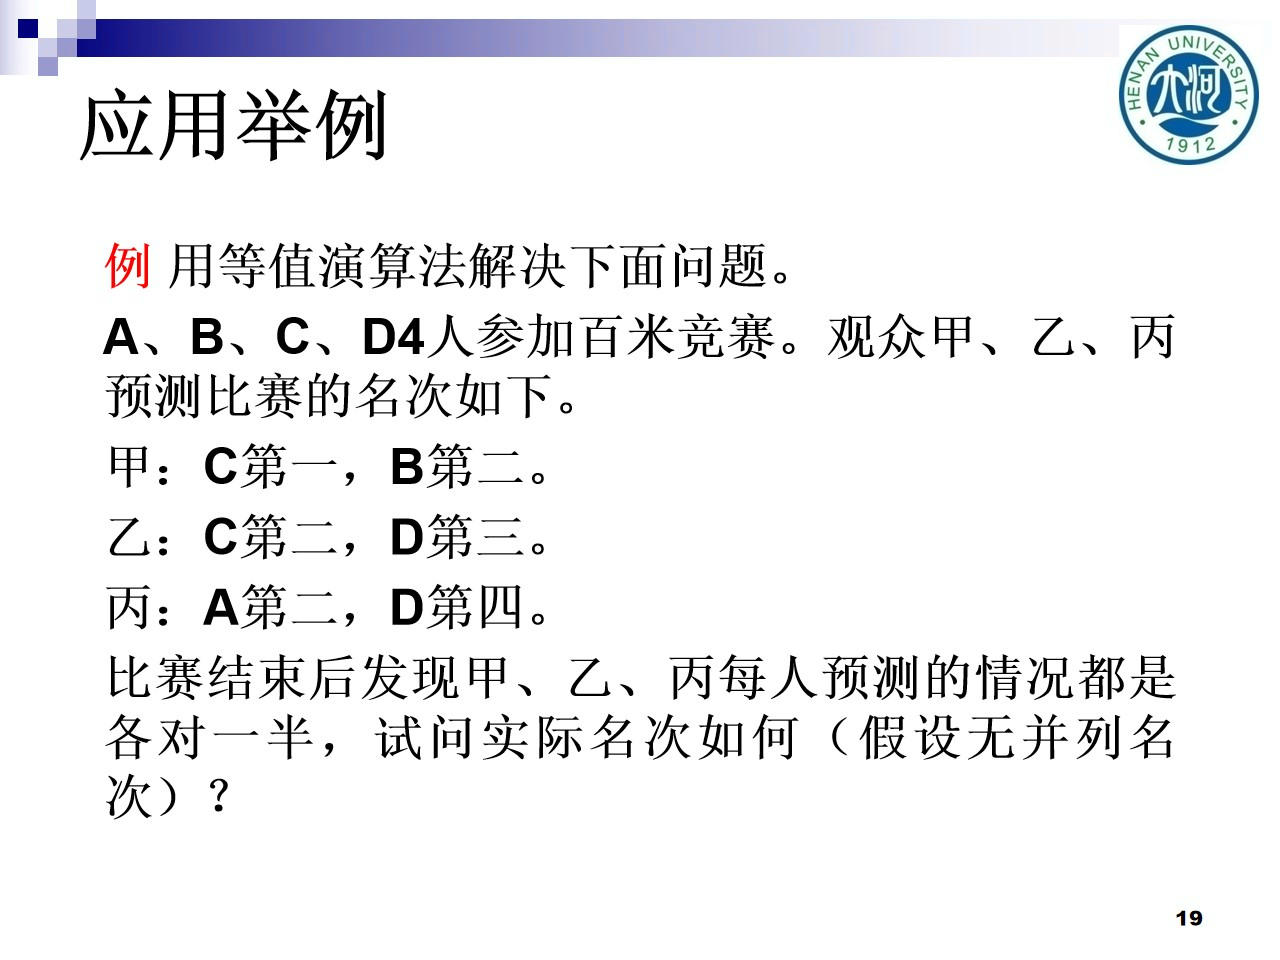 HENAN UNIVERSITY
大河
1912
应用举例
例 用等值演算法解决下面问题。
A、B、C、D4人参加百米竞赛。观众甲、乙、丙
预测比赛的名次如下。
甲：C第一，B第二。
乙：C第二，D第三。
丙：A第二，D第四。
比赛结束后发现甲、乙、丙每人预测的情况都是
各对一半，试问实际名次如何（假设无并列名
次）？
19